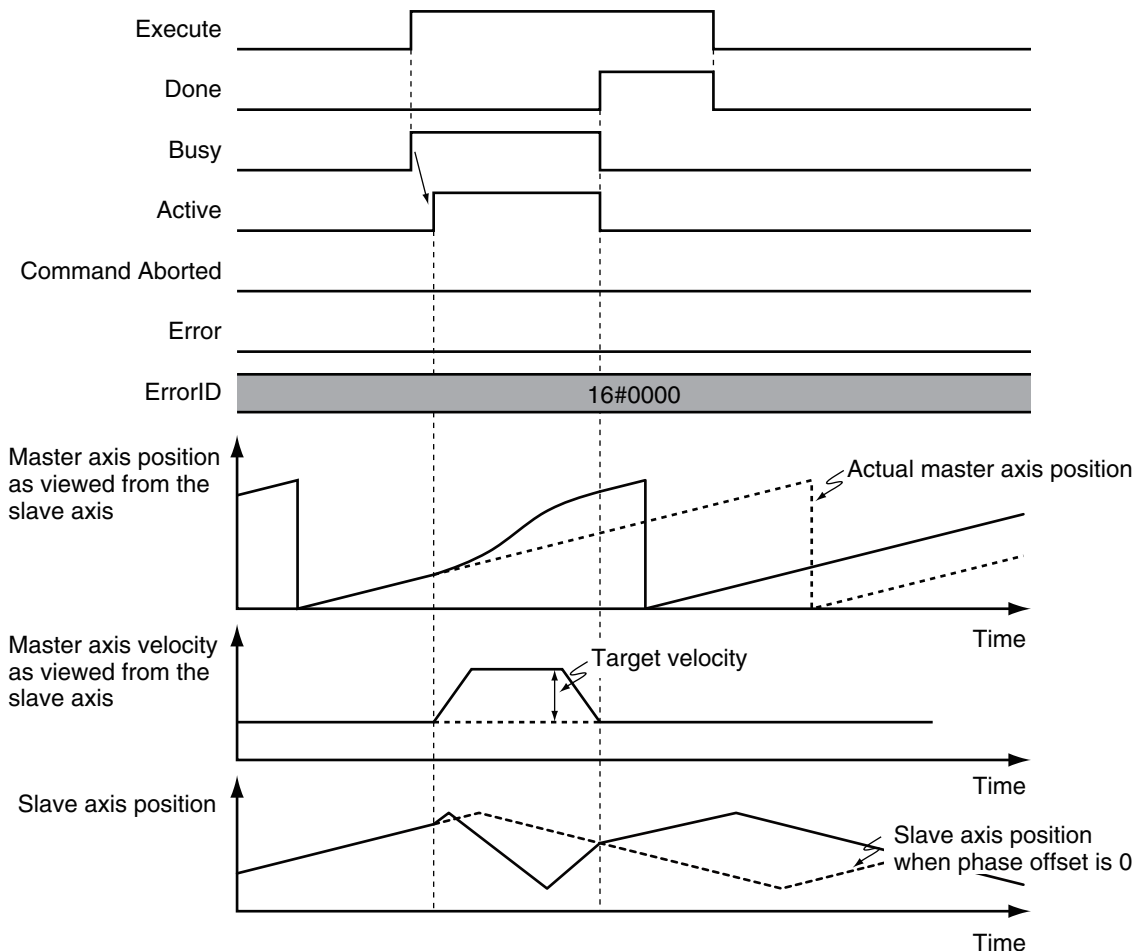 Execute
Done
Busy
Active
Command Aborted
Error
ErrorID
16#0000
Master axis position
as viewed from the
slave axis
Actual master axis position
Time
Master axis velocity
as viewed from the
slave axis
Target velocity
Time
Slave axis position
Slave axis position
when phase offset is 0
Time